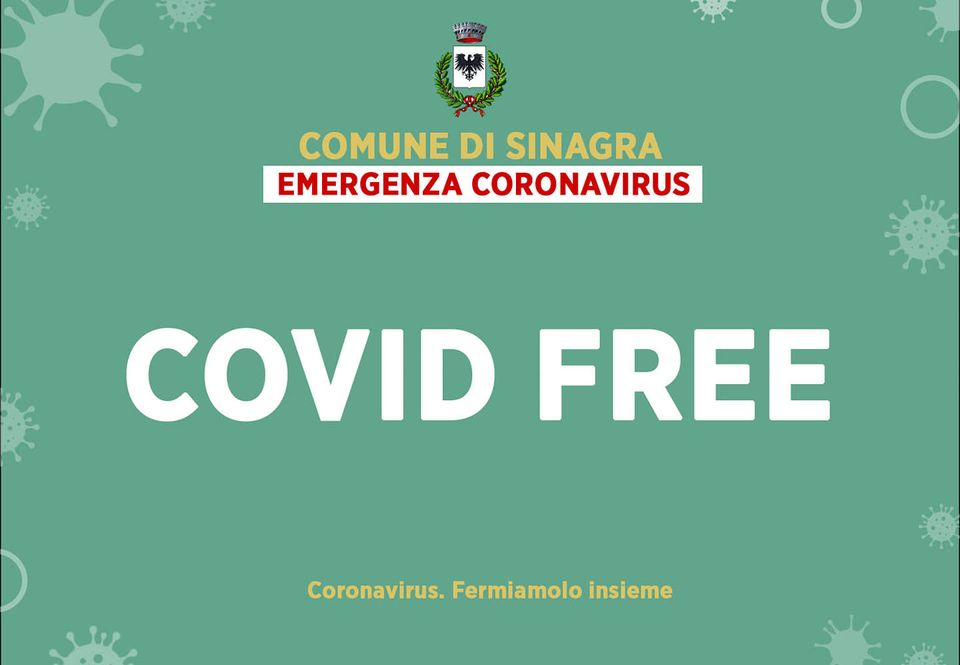 COMUNE DI SINAGRA
EMERGENZA CORONAVIRUS
COVID FREE
Coronavirus. Fermiamolo insieme